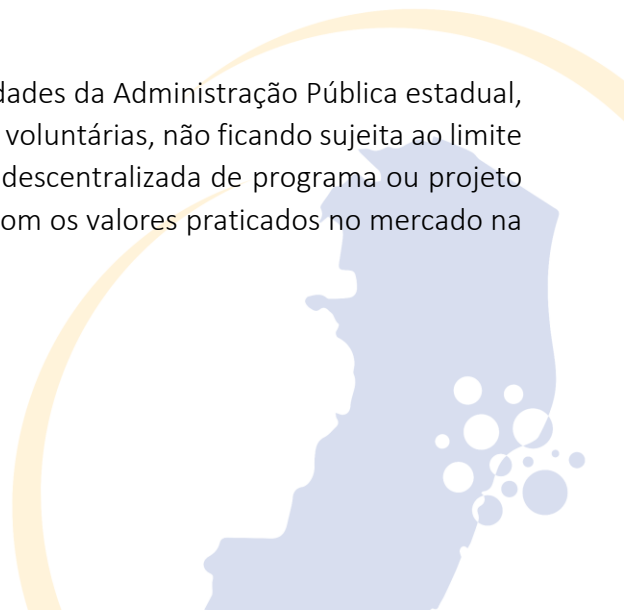 dades da Administração Pública estadual,
voluntárias, não ficando sujeita ao limite
descentralizada de programa ou projeto
om os valores praticados no mercado na